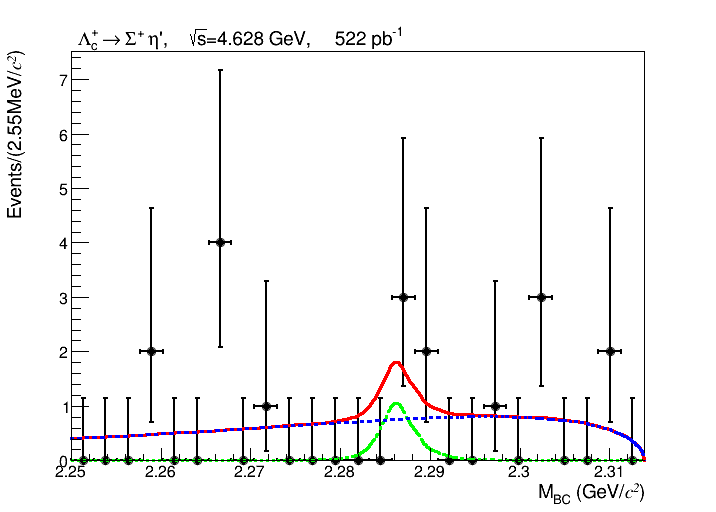 Λc+ → Σ+ η', √s=4.628 GeV, 522 pb-1
Events/(2.55MeV/c2)
7
6
5
4
3
2
1
0
2.25 2.26 2.27 2.28 2.29 2.3 2.31
MBC (GeV/c2)